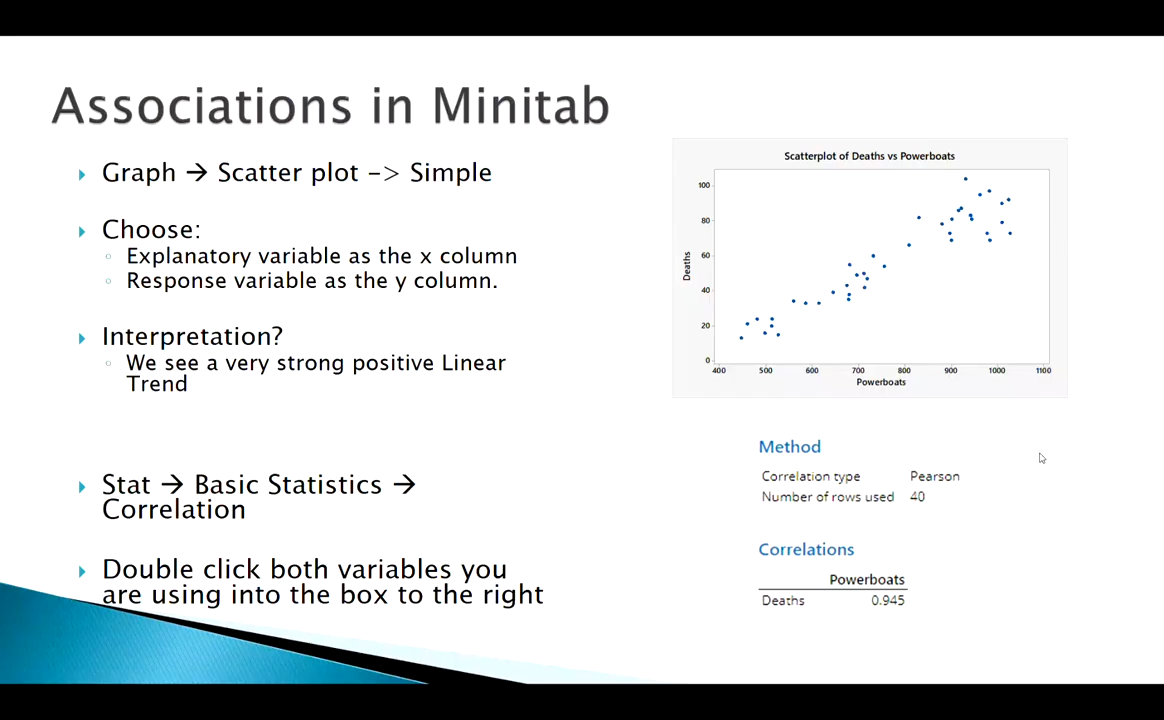 Associations in Minitab
Graph → Scatter plot –> Simple
Choose:
Explanatory variable as the x column
Response variable as the y column.
Interpretation?
We see a very strong positive Linear
Trend
Stat → Basic Statistics →
Correlation
Double click both variables you
are using into the box to the right
Scatterplot of Deaths vs Powerboats
Deaths
100
80
60
40
20
0
400 500 600 700 800 900 1000 1100
Powerboats
Method
Correlation type Pearson
Number of rows used 40
Correlations
Powerboats
Deaths 0.945